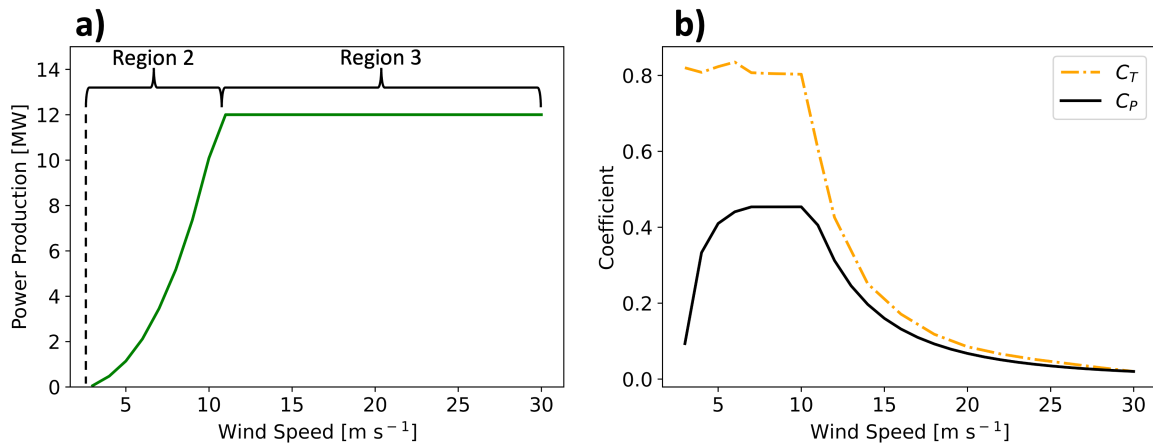 a)
Region 2
Region 3
14
12
10
8
6
4
2
0
Power Production [MW]
5
10
15
20
25
30
Wind Speed [m s⁻¹]
b)
C_T
C_P
0.8
0.6
0.4
0.2
0.0
Coefficient
5
10
15
20
25
30
Wind Speed [m s⁻¹]